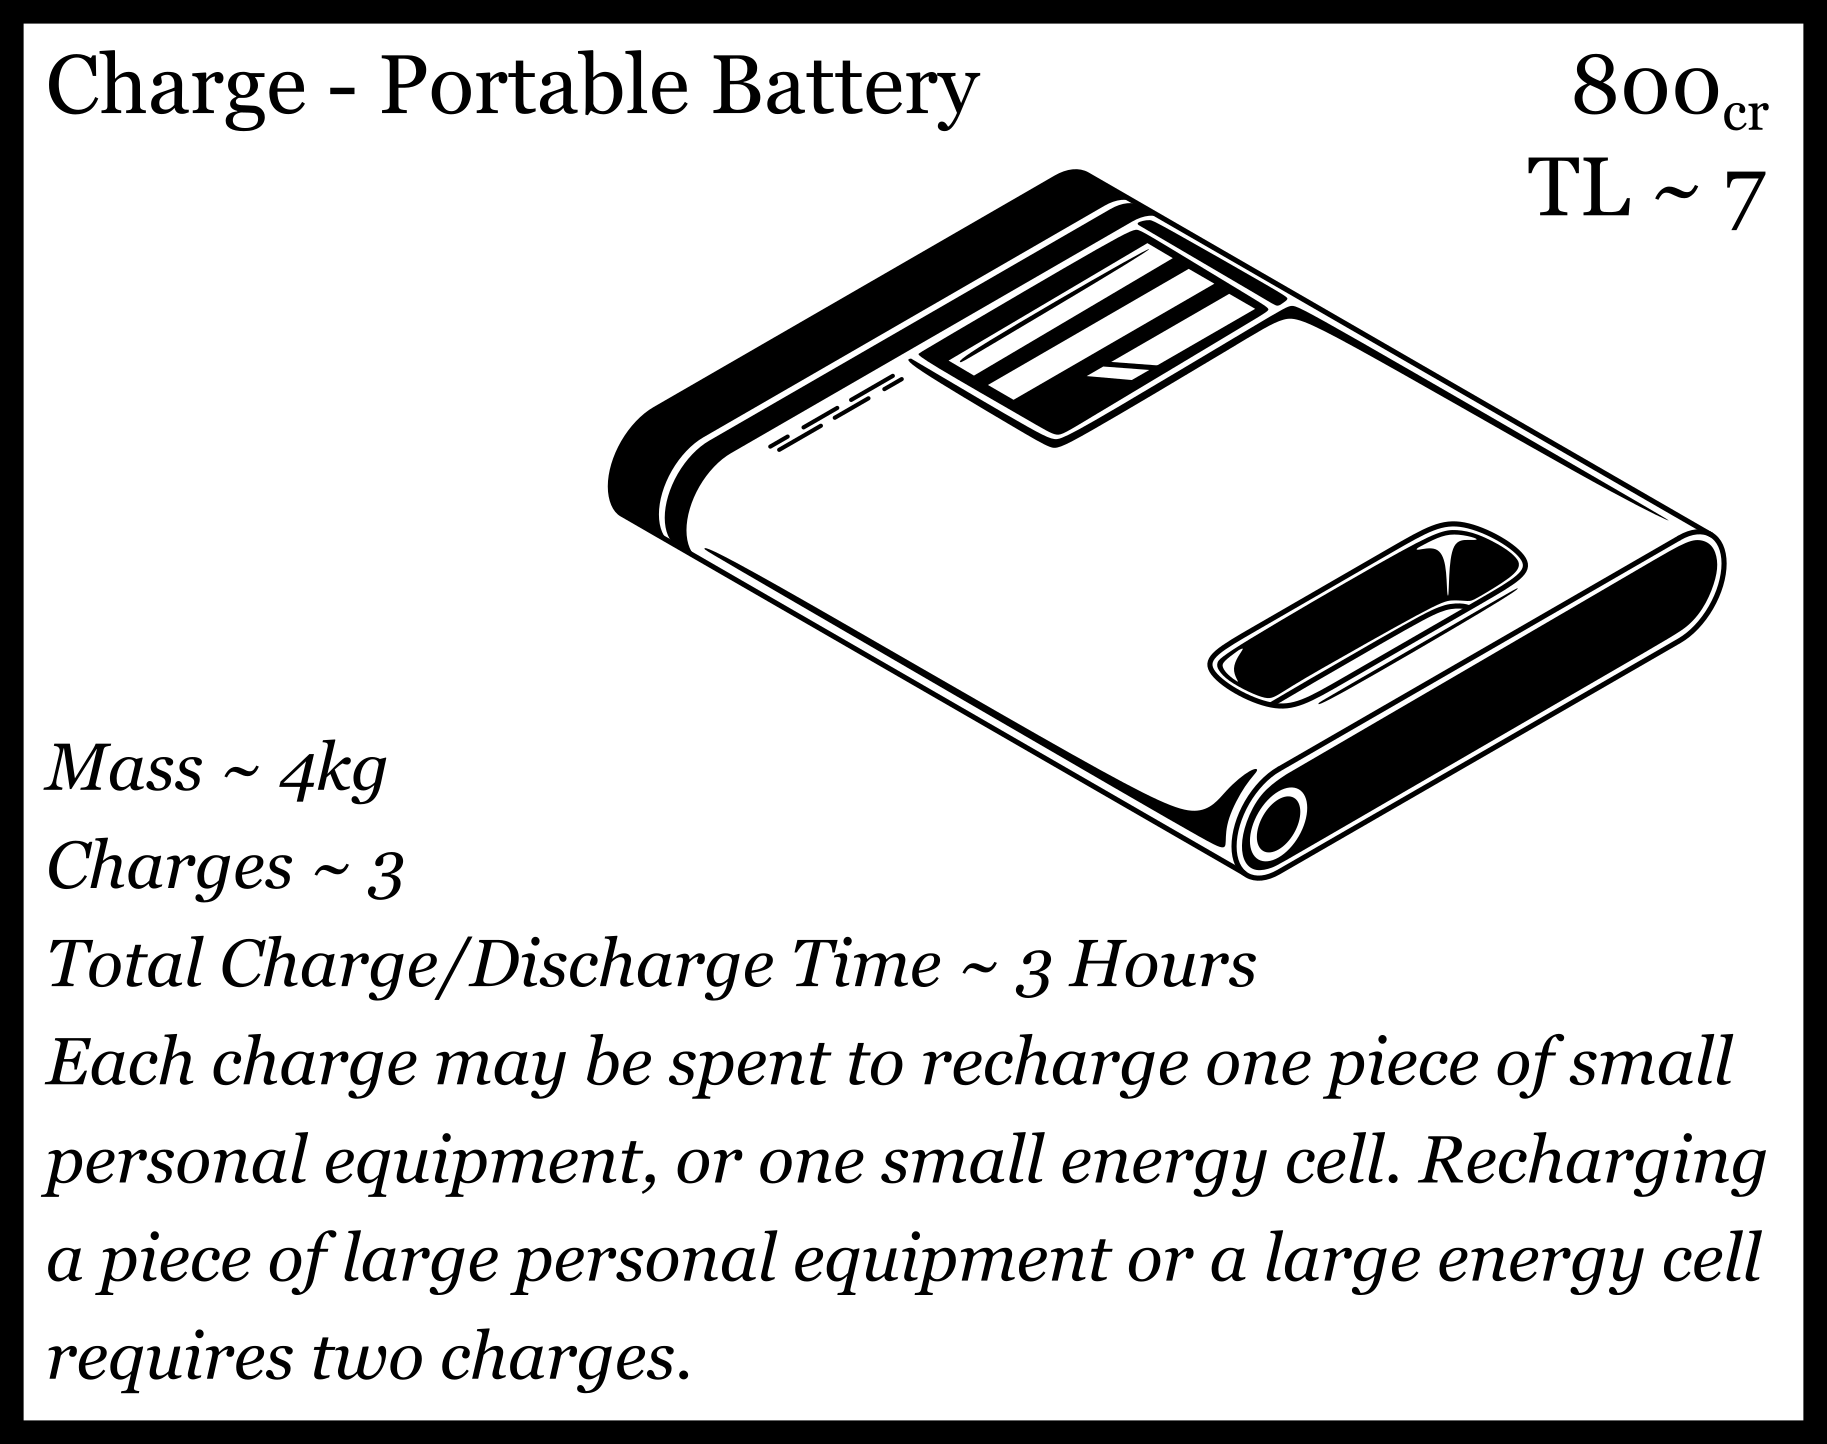 Charge - Portable Battery
800cr
TL ~ 7
Mass ~ 4kg
Charges ~ 3
Total Charge/Discharge Time ~ 3 Hours
Each charge may be spent to recharge one piece of small
personal equipment, or one small energy cell. Recharging
a piece of large personal equipment or a large energy cell
requires two charges.